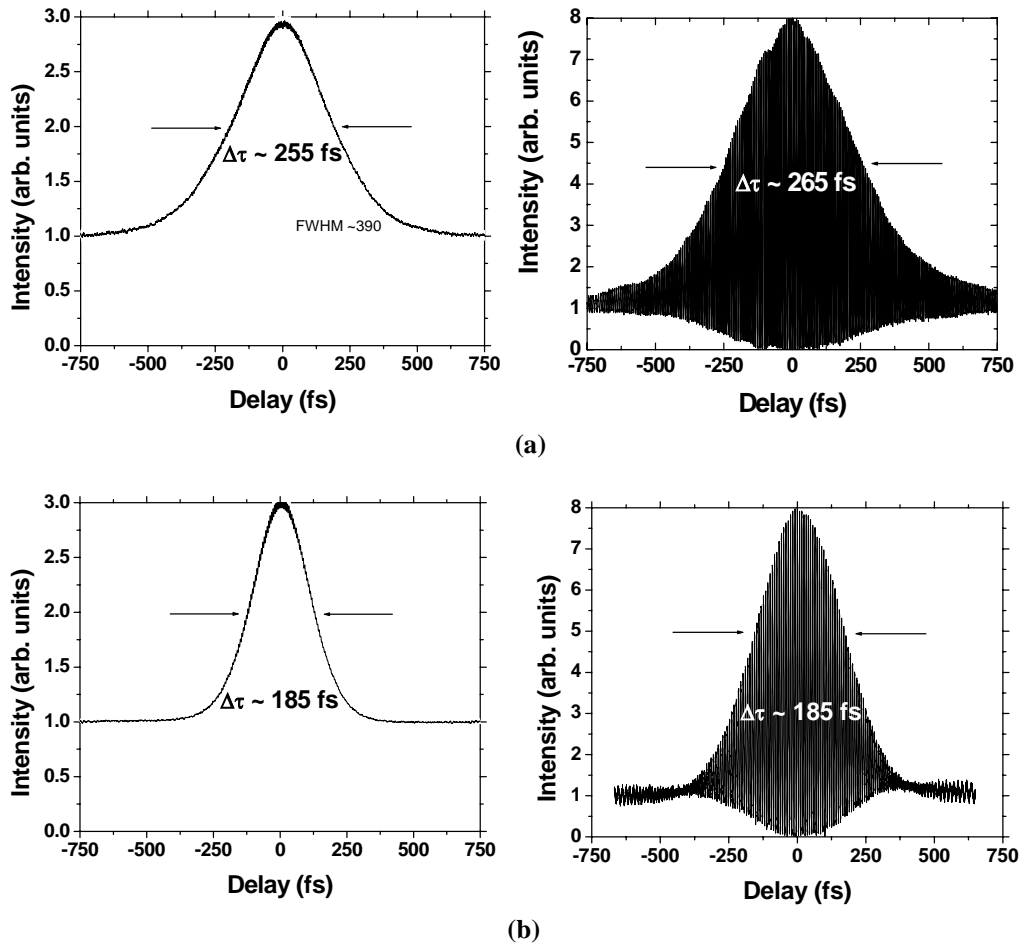 3.0
2.5
2.0
1.5
1.0
0.5
0.0
Intensity (arb. units)
Δτ ~ 255 fs
FWHM ~390
-750 -500 -250 0 250 500 750
Delay (fs)
8
7
6
5
4
3
2
1
0
Intensity (arb. units)
Δτ ~ 265 fs
-750 -500 -250 0 250 500 750
Delay (fs)
(a)
3.0
2.5
2.0
1.5
1.0
0.5
0.0
Intensity (arb. units)
Δτ ~ 185 fs
-750 -500 -250 0 250 500 750
Delay (fs)
8
7
6
5
4
3
2
1
0
Intensity (arb. units)
Δτ ~ 185 fs
-750 -500 -250 0 250 500 750
Delay (fs)
(b)